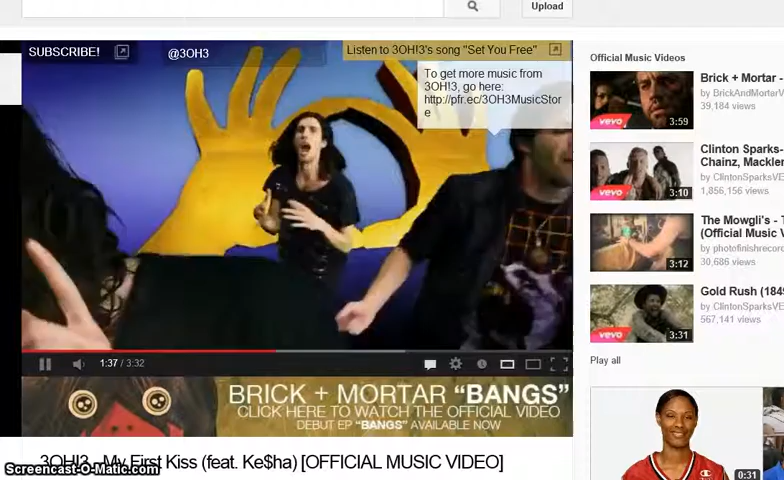 Upload
SUBSCRIBE!
@3OH3
Listen to 3OH!3's song "Set You Free"
To get more music from
3OH!3, go here:
http://pfr.ec/3OH3MusicStor
e
1:37 / 3:32
BRICK + MORTAR "BANGS"
CLICK HERE TO WATCH THE OFFICIAL VIDEO
DEBUT EP "BANGS" AVAILABLE NOW
3OH!3 - My First Kiss (feat. Ke$ha) [OFFICIAL MUSIC VIDEO]
Screencast-O-Matic.com
Official Music Videos
Brick + Mortar -
by BrickAndMortarV
39,184 views
vevo
3:59
Clinton Sparks-
Chainz, Mackler
by ClintonSparksVE
1,856,156 views
vevo
3:10
The Mowgli's - 
(Official Music V
by photofinishrecord
30,686 views
3:12
Gold Rush (1849
by ClintonSparksVE
567,141 views
vevo
3:31
Play all
0:31